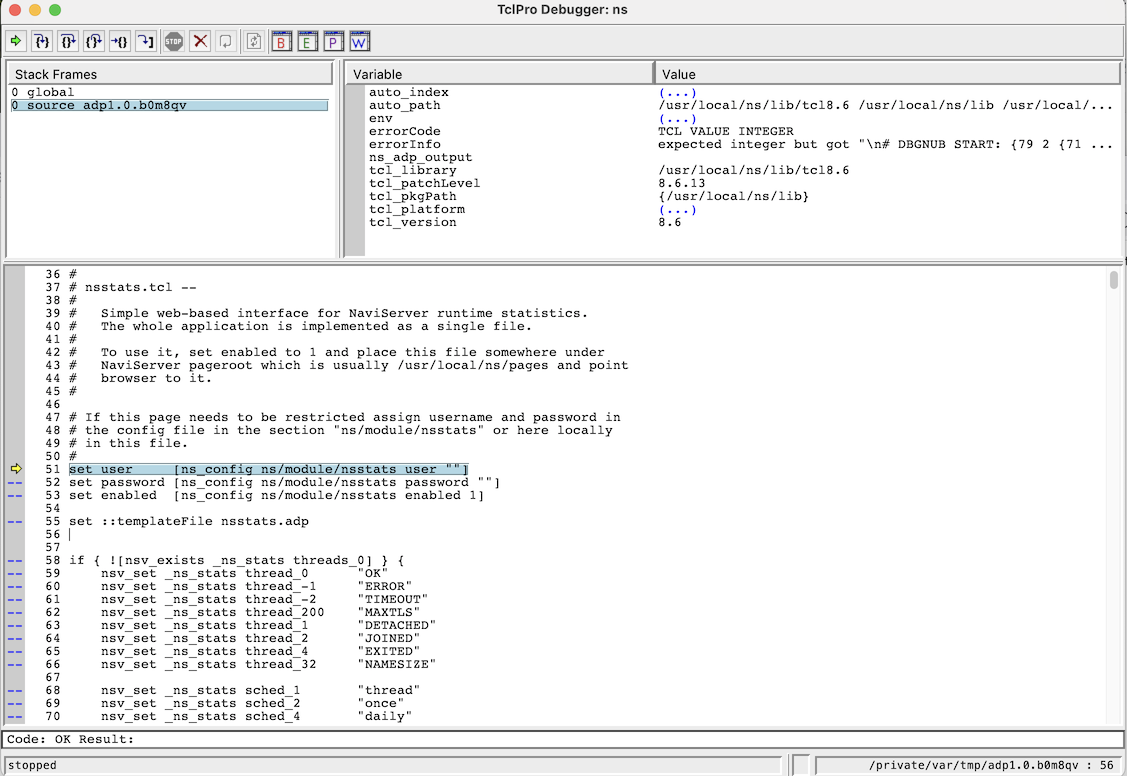 TclPro Debugger: ns
STOP
B E P W
Stack Frames
0 global
0 source adp1.0.b0m8qv
Variable Value
auto_index (...)
auto_path /usr/local/ns/lib/tcl8.6 /usr/local/ns/lib /usr/local/...
env (...)
errorCode TCL VALUE INTEGER
errorInfo expected integer but got "\n# DBGNUB START: {79 2 {71 ...
ns_adp_output
tcl_library /usr/local/ns/lib/tcl8.6
tcl_patchLevel 8.6.13
tcl_pkgPath {/usr/local/ns/lib}
tcl_platform (...)
tcl_version 8.6
36 #
37 # nsstats.tcl --
38 #
39 #   Simple web-based interface for NaviServer runtime statistics.
40 #   The whole application is implemented as a single file.
41 #
42 #   To use it, set enabled to 1 and place this file somewhere under
43 #   NaviServer pageroot which is usually /usr/local/ns/pages and point
44 #   browser to it.
45 #
46
47 # If this page needs to be restricted assign username and password in
48 # the config file in the section "ns/module/nsstats" or here locally
49 # in this file.
50 #
51 set user     [ns_config ns/module/nsstats user ""]
52 set password [ns_config ns/module/nsstats password ""]
53 set enabled  [ns_config ns/module/nsstats enabled 1]
54
55 set ::templateFile nsstats.adp
56
57
58 if { ![nsv_exists _ns_stats threads_0] } {
59     nsv_set _ns_stats thread_0      "OK"
60     nsv_set _ns_stats thread_-1     "ERROR"
61     nsv_set _ns_stats thread_-2     "TIMEOUT"
62     nsv_set _ns_stats thread_200    "MAXTLS"
63     nsv_set _ns_stats thread_1      "DETACHED"
64     nsv_set _ns_stats thread_2      "JOINED"
65     nsv_set _ns_stats thread_4      "EXITED"
66     nsv_set _ns_stats thread_32     "NAMESIZE"
67
68     nsv_set _ns_stats sched_1       "thread"
69     nsv_set _ns_stats sched_2       "once"
70     nsv_set _ns_stats sched_4       "daily"
Code: OK Result:
stopped
/private/var/tmp/adp1.0.b0m8qv : 56